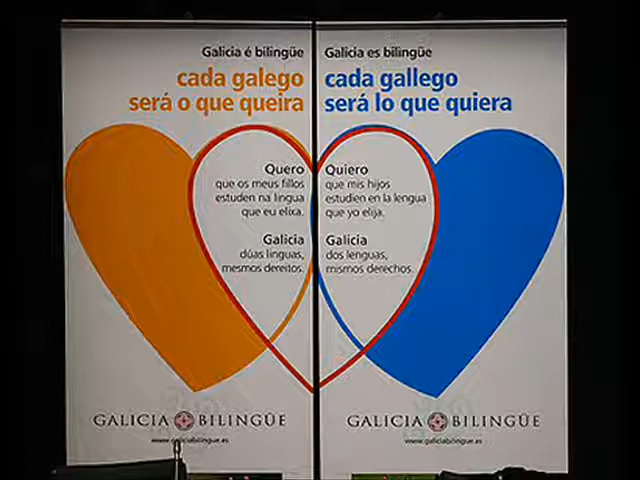 Galicia é bilingüe
cada galego
será o que queira
Quero
que os meus fillos
estuden na lingua
que eu elixa.
Galicia
dúas linguas,
mesmos dereitos.
GALICIA BILINGÜE
www.galiciabilingue.es
Galicia es bilingüe
cada gallego
será lo que quiera
Quiero
que mis hijos
estudien en la lengua
que yo elija.
Galicia
dos lenguas,
mismos derechos.
GALICIA BILINGÜE
www.galiciabilingue.es